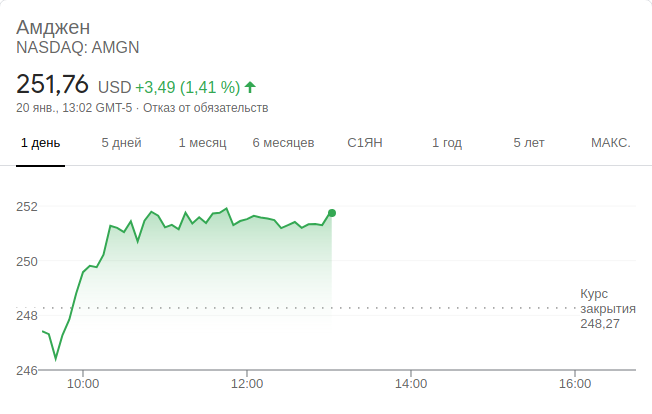 Амджен
NASDAQ: AMGN
251,76 USD +3,49 (1,41 %)
20 янв., 13:02 GMT-5 · Отказ от обязательств
1 день 5 дней 1 месяц 6 месяцев С1ЯН 1 год 5 лет МАКС.
252
250
Курс
закрытия
248,27
248
246
10:00 12:00 14:00 16:00